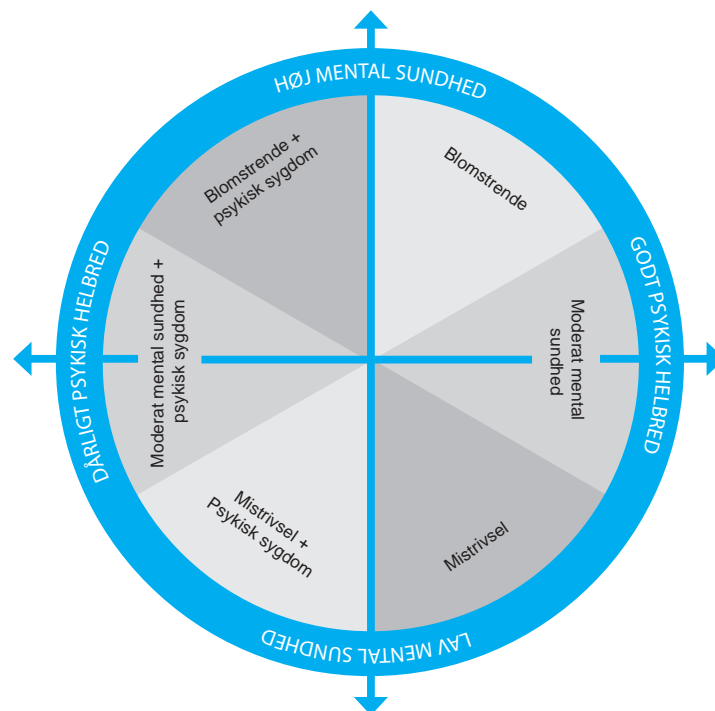 HØJ MENTAL SUNDHED
Blomstrende +
psykisk sygdom
Blomstrende
DÅRLIGT PSYKISK HELBRED
Moderat mental sundhed +
psykisk sygdom
Moderat mental
sundhed
GODT PSYKISK HELBRED
Mistrivsel +
Psykisk sygdom
Mistrivsel
LAV MENTAL SUNDHED